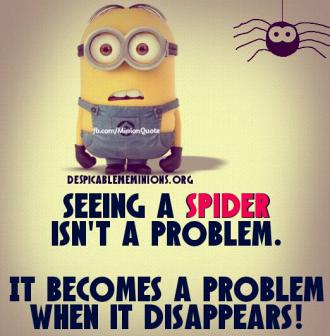 fb.com/MinionQuote
DESPICABLEMEMINIONS.ORG
SEEING A SPIDER
ISN'T A PROBLEM.
IT BECOMES A PROBLEM
WHEN IT DISAPPEARS!